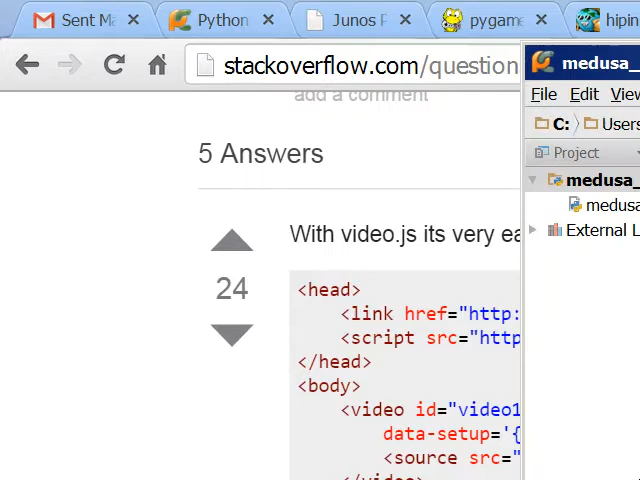 Sent Ma
Python
Junos P
pygame
hipin
stackoverflow.com/question
medusa_
File Edit View
C: Users
add a comment
Project
5 Answers
medusa_
medusa
External L
With video.js its very ea
24
<head>
<link href="http:
<script src="http
</head>
<body>
<video id="video1
data-setup='{
<source src="
</video>